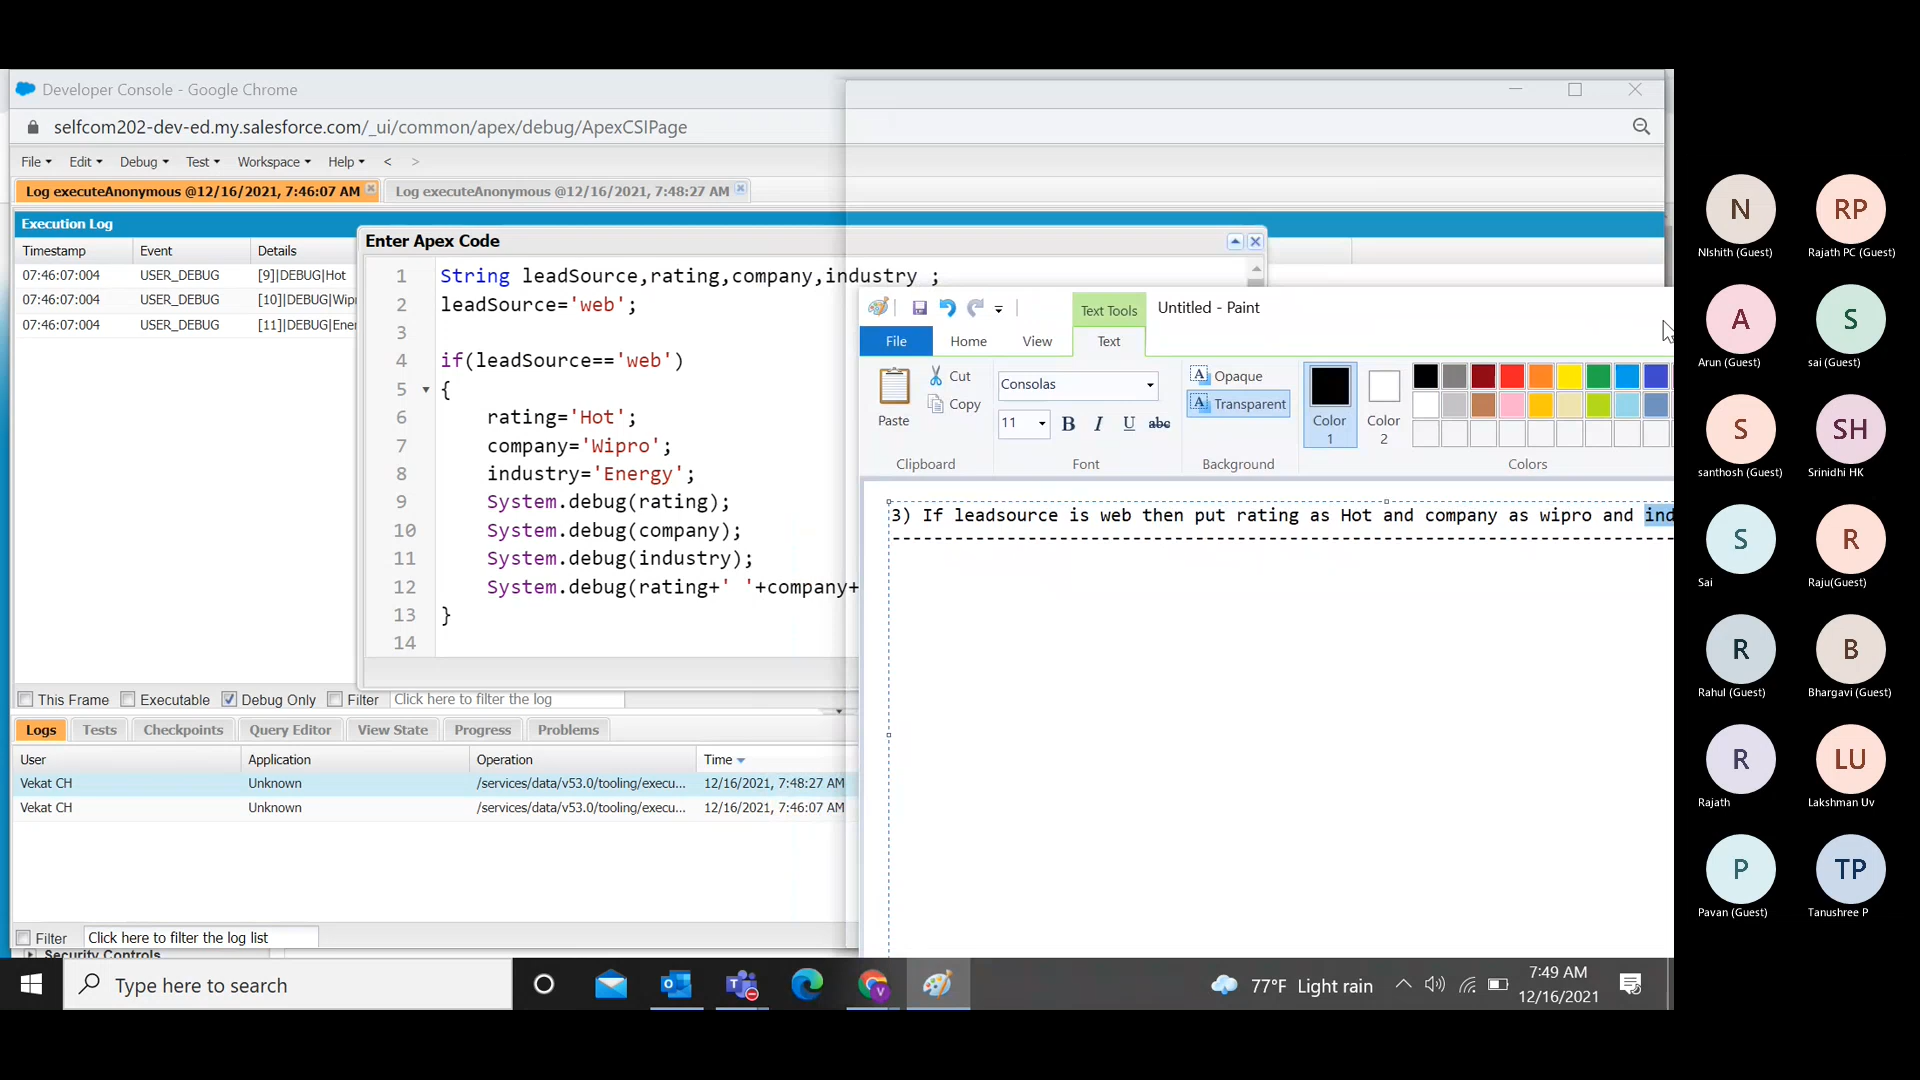 Developer Console - Google Chrome
selfcom202-dev-ed.my.salesforce.com/_ui/common/apex/debug/ApexCSIPage
File Edit Debug Test Workspace Help < >
Log executeAnonymous @12/16/2021, 7:46:07 AM
Log executeAnonymous @12/16/2021, 7:48:27 AM
Execution Log
Timestamp Event Details
07:46:07:004 USER_DEBUG [9]|DEBUG|Hot
07:46:07:004 USER_DEBUG [10]|DEBUG|Wip
07:46:07:004 USER_DEBUG [11]|DEBUG|Ene
Enter Apex Code
1 String leadSource,rating,company,industry ;
2 leadSource='web';
3
4 if(leadSource=='web')
5 {
6 rating='Hot';
7 company='Wipro';
8 industry='Energy';
9 System.debug(rating);
10 System.debug(company);
11 System.debug(industry);
12 System.debug(rating+' '+company+
13 }
14
This Frame Executable Debug Only Filter Click here to filter the log
Logs Tests Checkpoints Query Editor View State Progress Problems
User Application Operation Time
Vekat CH Unknown /services/data/v53.0/tooling/execu... 12/16/2021, 7:48:27 AM
Vekat CH Unknown /services/data/v53.0/tooling/execu... 12/16/2021, 7:46:07 AM
Filter Click here to filter the log list
Security Controls
Text Tools Untitled - Paint
File Home View Text
Paste Cut Copy
Clipboard
Consolas
11 B I U abc
Font
Opaque
Transparent
Background
Color 1
Color 2
Colors
3) If leadsource is web then put rating as Hot and company as wipro and ind
--------------------------------------------------------------------------
Type here to search
77°F Light rain
7:49 AM
12/16/2021
N
NIshith (Guest)
RP
Rajath PC (Guest)
A
Arun (Guest)
S
sai (Guest)
S
santhosh (Guest)
SH
Srinidhi HK
S
Sai
R
Raju(Guest)
R
Rahul (Guest)
B
Bhargavi (Guest)
R
Rajath
LU
Lakshman Uv
P
Pavan (Guest)
TP
Tanushree P